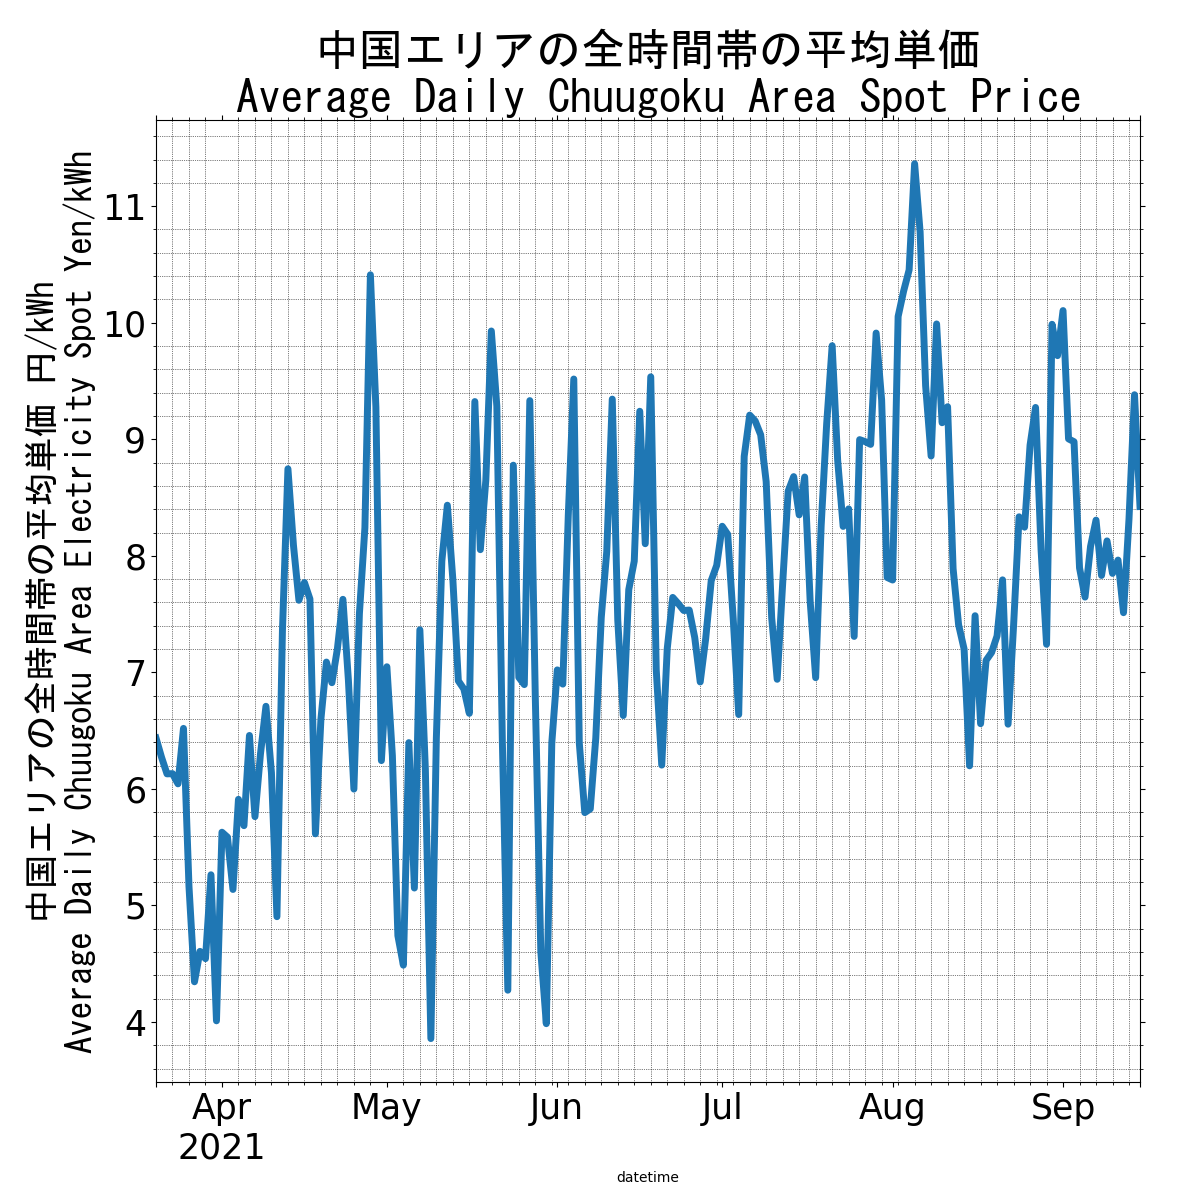 中国エリアの全時間帯の平均単価
Average Daily Chuugoku Area Spot Price
中国エリアの全時間帯の平均単価 円/kWh
Average Daily Chuugoku Area Electricity Spot Yen/kWh
11
10
9
8
7
6
5
4
Apr
2021
May
Jun
Jul
Aug
Sep
datetime